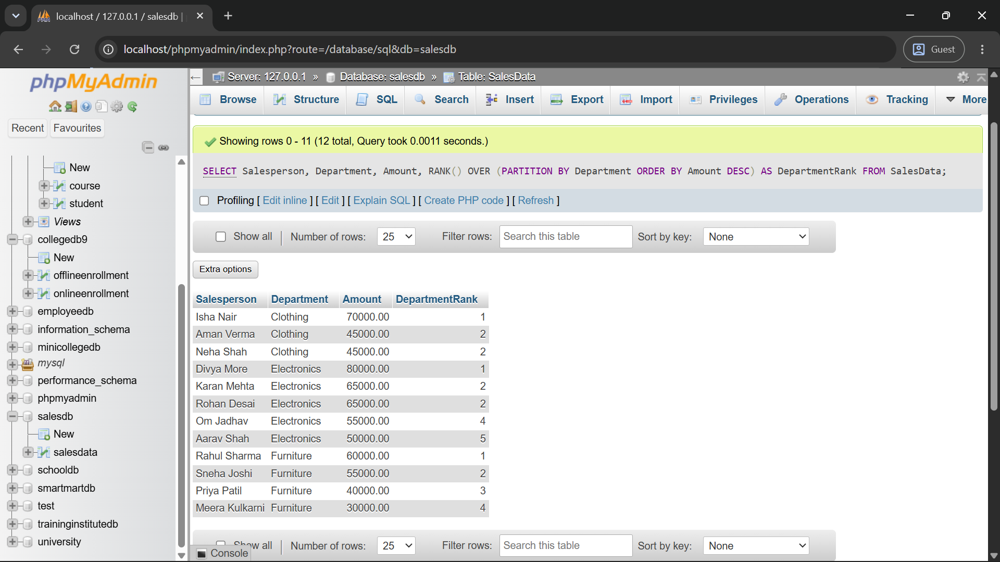 localhost / 127.0.0.1 / salesdb |
localhost/phpmyadmin/index.php?route=/database/sql&db=salesdb
Guest
phpMyAdmin
Recent Favourites
New
course
student
Views
collegedb9
New
offlineenrollment
onlineenrollment
employeedb
information_schema
minicollegedb
mysql
performance_schema
phpmyadmin
salesdb
New
salesdata
schooldb
smartmartdb
test
traininginstitutedb
university
Server: 127.0.0.1 » Database: salesdb » Table: SalesData
Browse Structure SQL Search Insert Export Import Privileges Operations Tracking More
Showing rows 0 - 11 (12 total, Query took 0.0011 seconds.)
SELECT Salesperson, Department, Amount, RANK() OVER (PARTITION BY Department ORDER BY Amount DESC) AS DepartmentRank FROM SalesData;
Profiling [ Edit inline ] [ Edit ] [ Explain SQL ] [ Create PHP code ] [ Refresh ]
Show all | Number of rows: 25 Filter rows: Search this table Sort by key: None
Extra options
Salesperson Department Amount DepartmentRank
Isha Nair Clothing 70000.00 1
Aman Verma Clothing 45000.00 2
Neha Shah Clothing 45000.00 2
Divya More Electronics 80000.00 1
Karan Mehta Electronics 65000.00 2
Rohan Desai Electronics 65000.00 2
Om Jadhav Electronics 55000.00 4
Aarav Shah Electronics 50000.00 5
Rahul Sharma Furniture 60000.00 1
Sneha Joshi Furniture 55000.00 2
Priya Patil Furniture 40000.00 3
Meera Kulkarni Furniture 30000.00 4
Show all | Number of rows: 25 Filter rows: Search this table Sort by key: None
Console